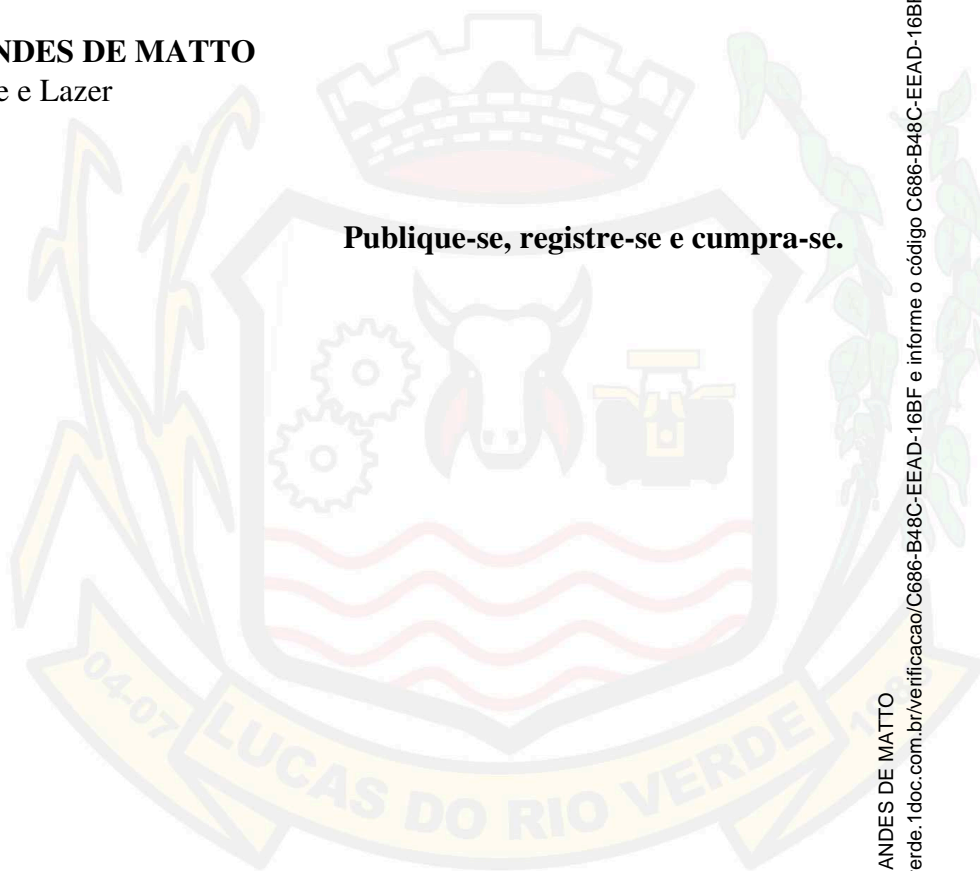 NDES DE MATTO
e e Lazer
Publique-se, registre-se e cumpra-se.
04-07
LUCAS DO RIO VERDE
ANDES DE MATTO
erde.1doc.com.br/verificacao/C686-B48C-EEAD-16BF e informe o código C686-B48C-EEAD-16BF